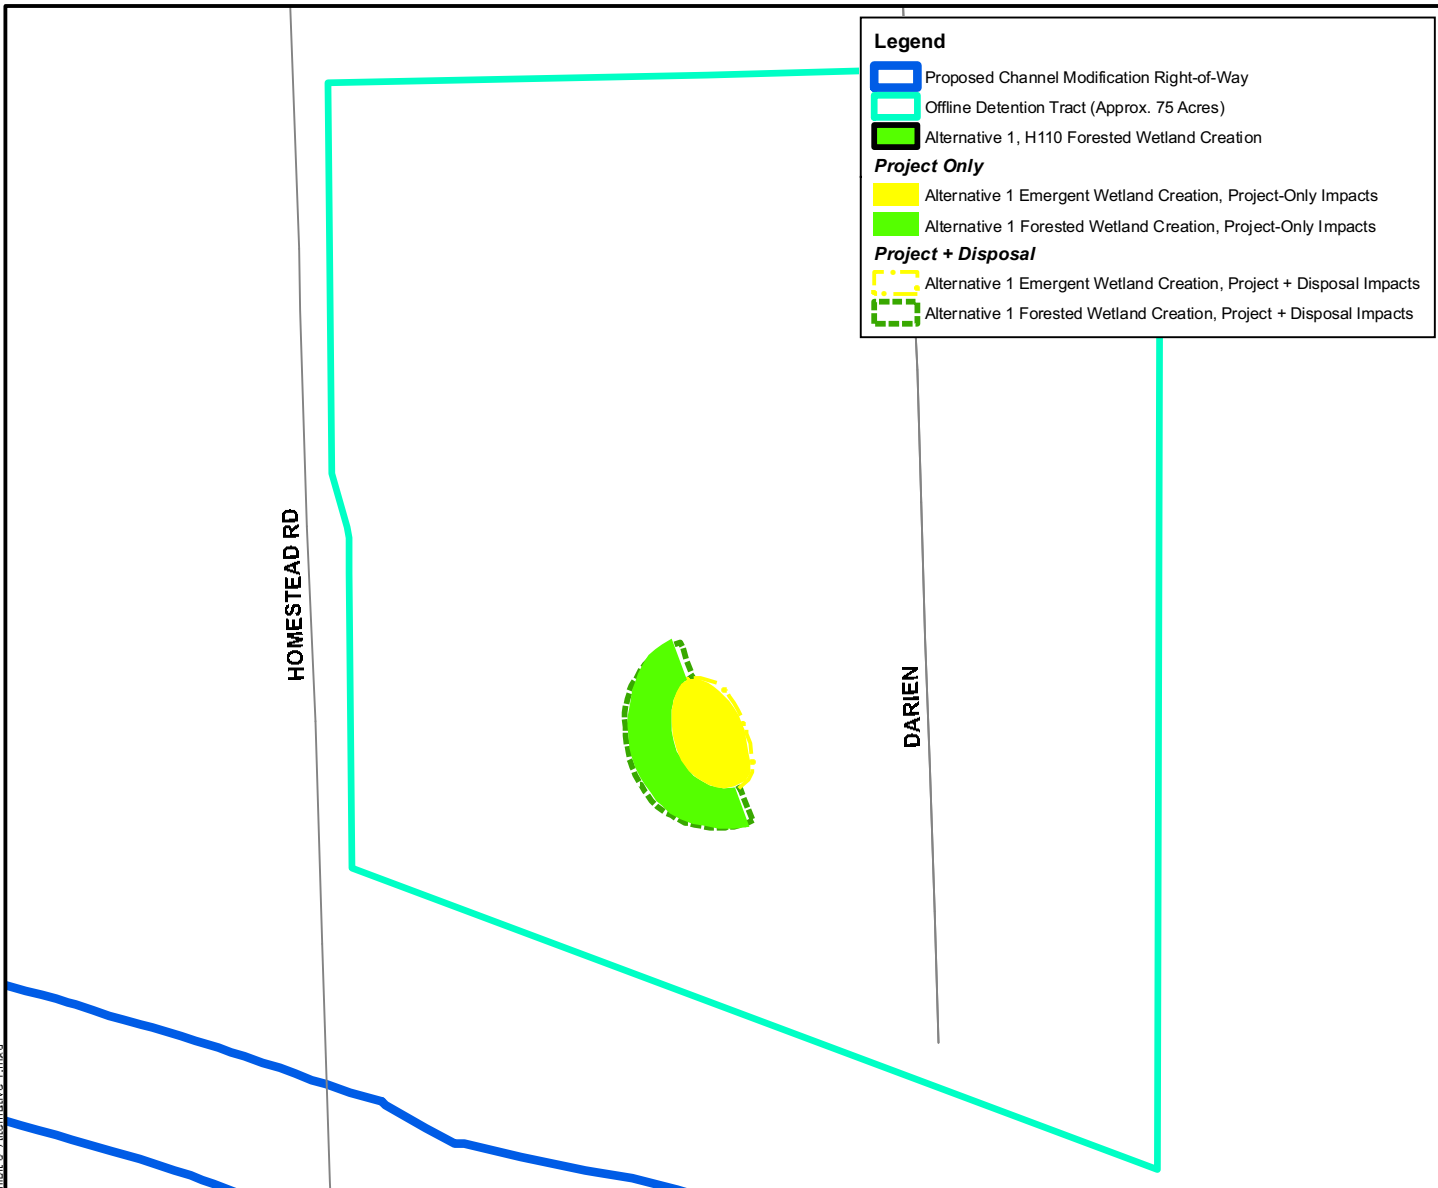 Legend
Proposed Channel Modification Right-of-Way
Offline Detention Tract (Approx. 75 Acres)
Alternative 1, H110 Forested Wetland Creation
Project Only
Alternative 1 Emergent Wetland Creation, Project-Only Impacts
Alternative 1 Forested Wetland Creation, Project-Only Impacts
Project + Disposal
Alternative 1 Emergent Wetland Creation, Project + Disposal Impacts
Alternative 1 Forested Wetland Creation, Project + Disposal Impacts
HOMESTEAD RD
DARIEN